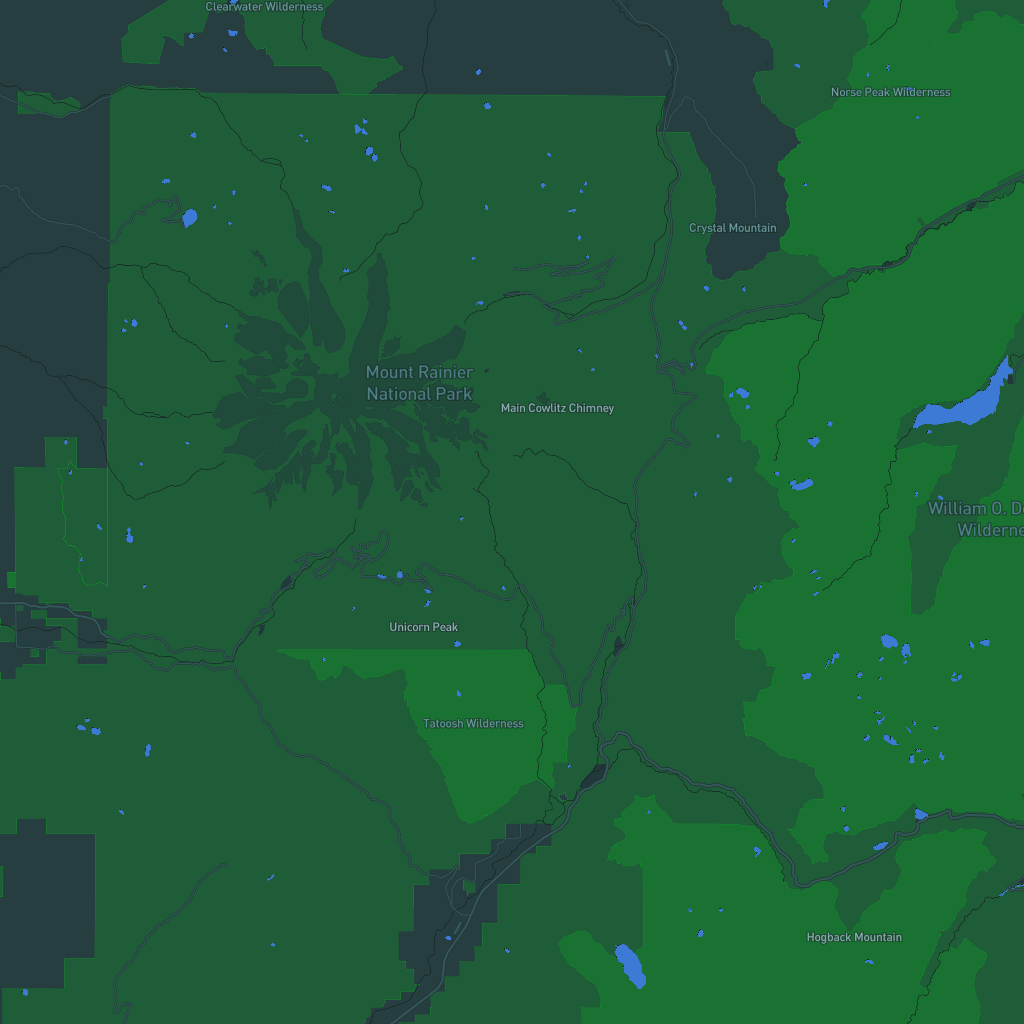 Clearwater Wilderness
Norse Peak Wilderness
Crystal Mountain
Mount Rainier
National Park
Main Cowlitz Chimney
William O.
Unicorn Peak
Tatoosh Wilderness
Hogback Mountain